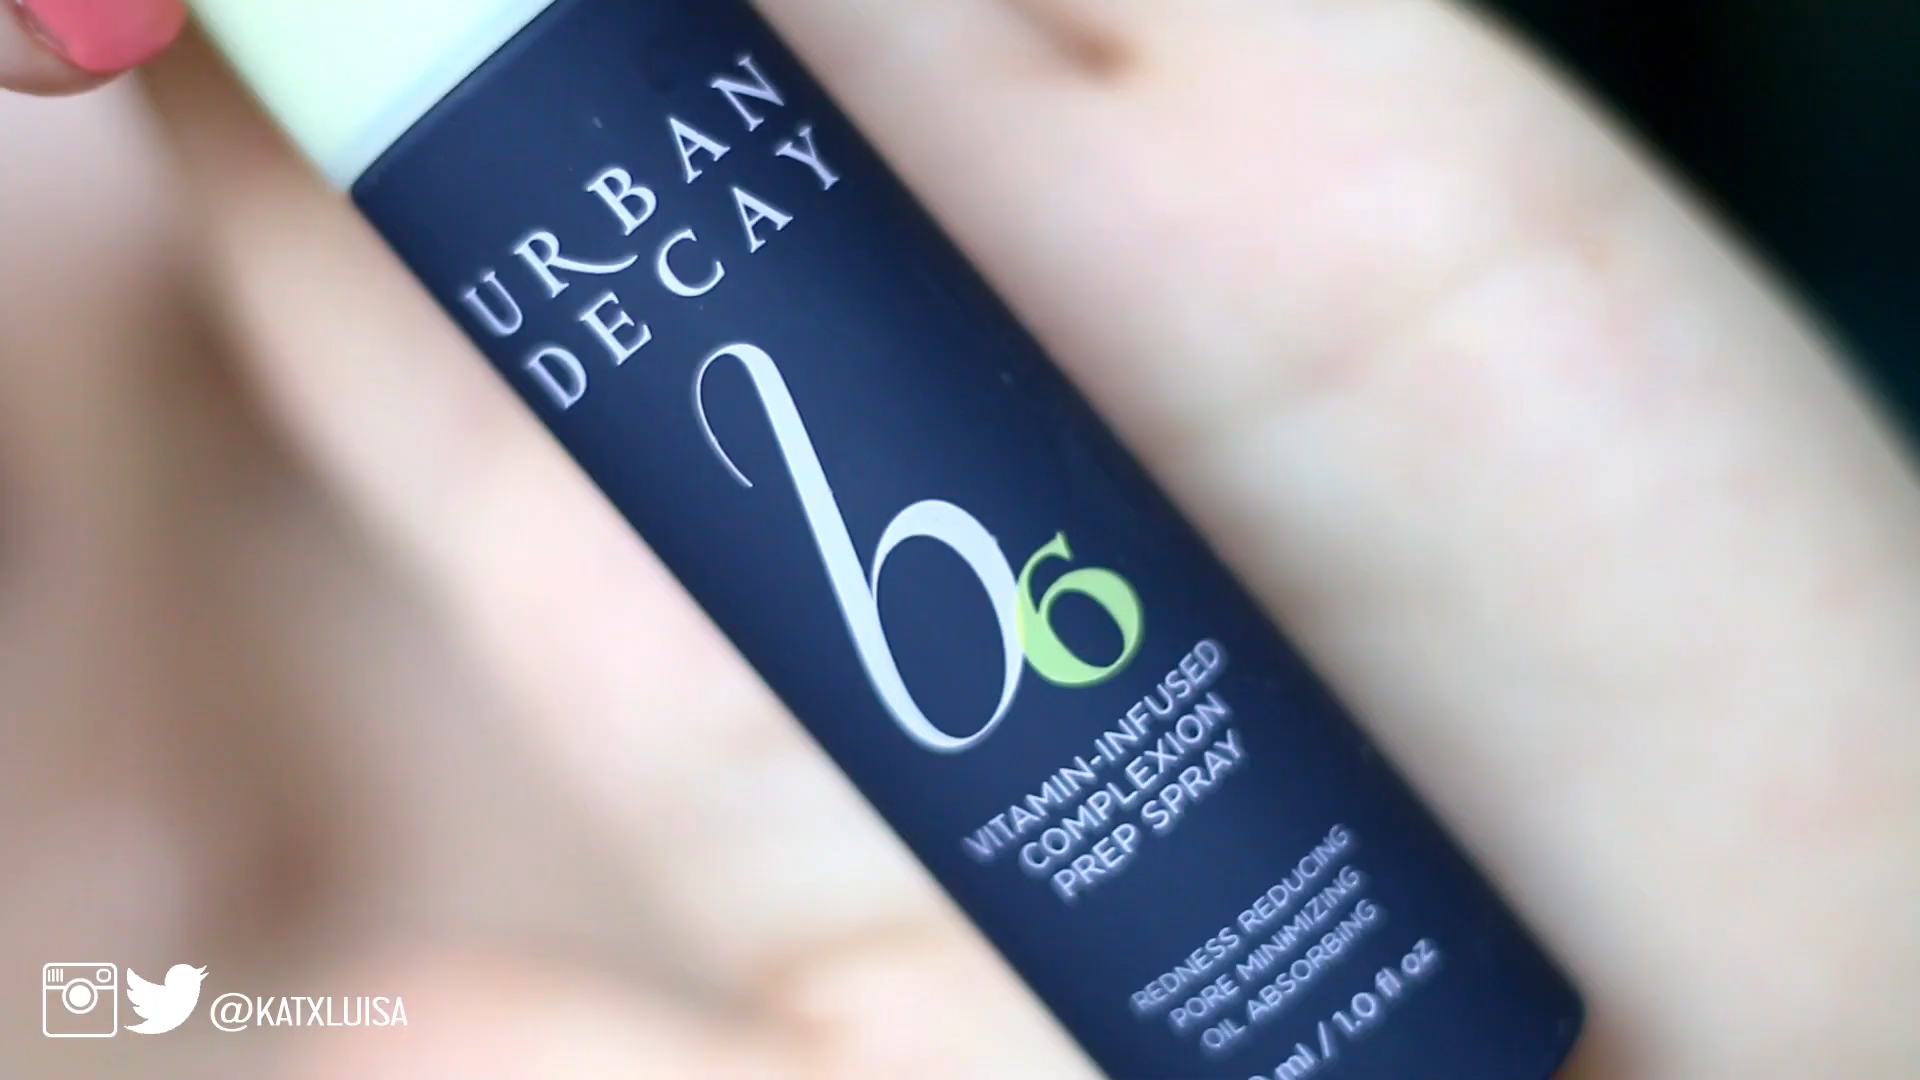 URBAN
DECAY
b6
VITAMIN-INFUSED
COMPLEXION
PREP SPRAY
REDNESS REDUCING
PORE MINIMIZING
OIL ABSORBING
ml / 1.0 fl oz
@KATXLUISA